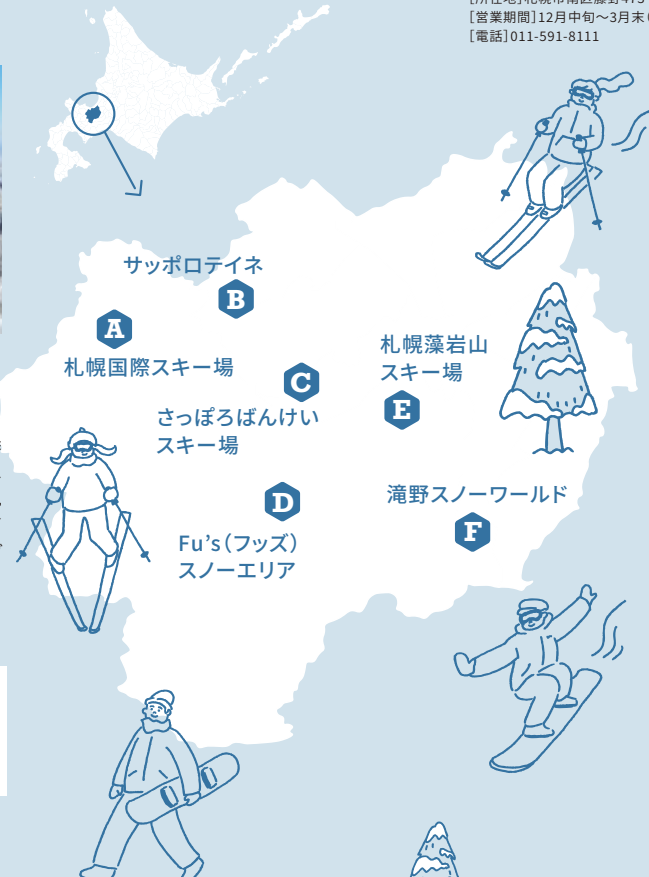 [営業期間]12月中旬〜3月末
[電話]011-591-8111
サッポロテイネ
B
A
札幌国際スキー場
札幌藻岩山
スキー場
C
E
さっぽろばんけい
スキー場
D
滝野スノーワールド
F
Fu's(フッズ)
スノーエリア